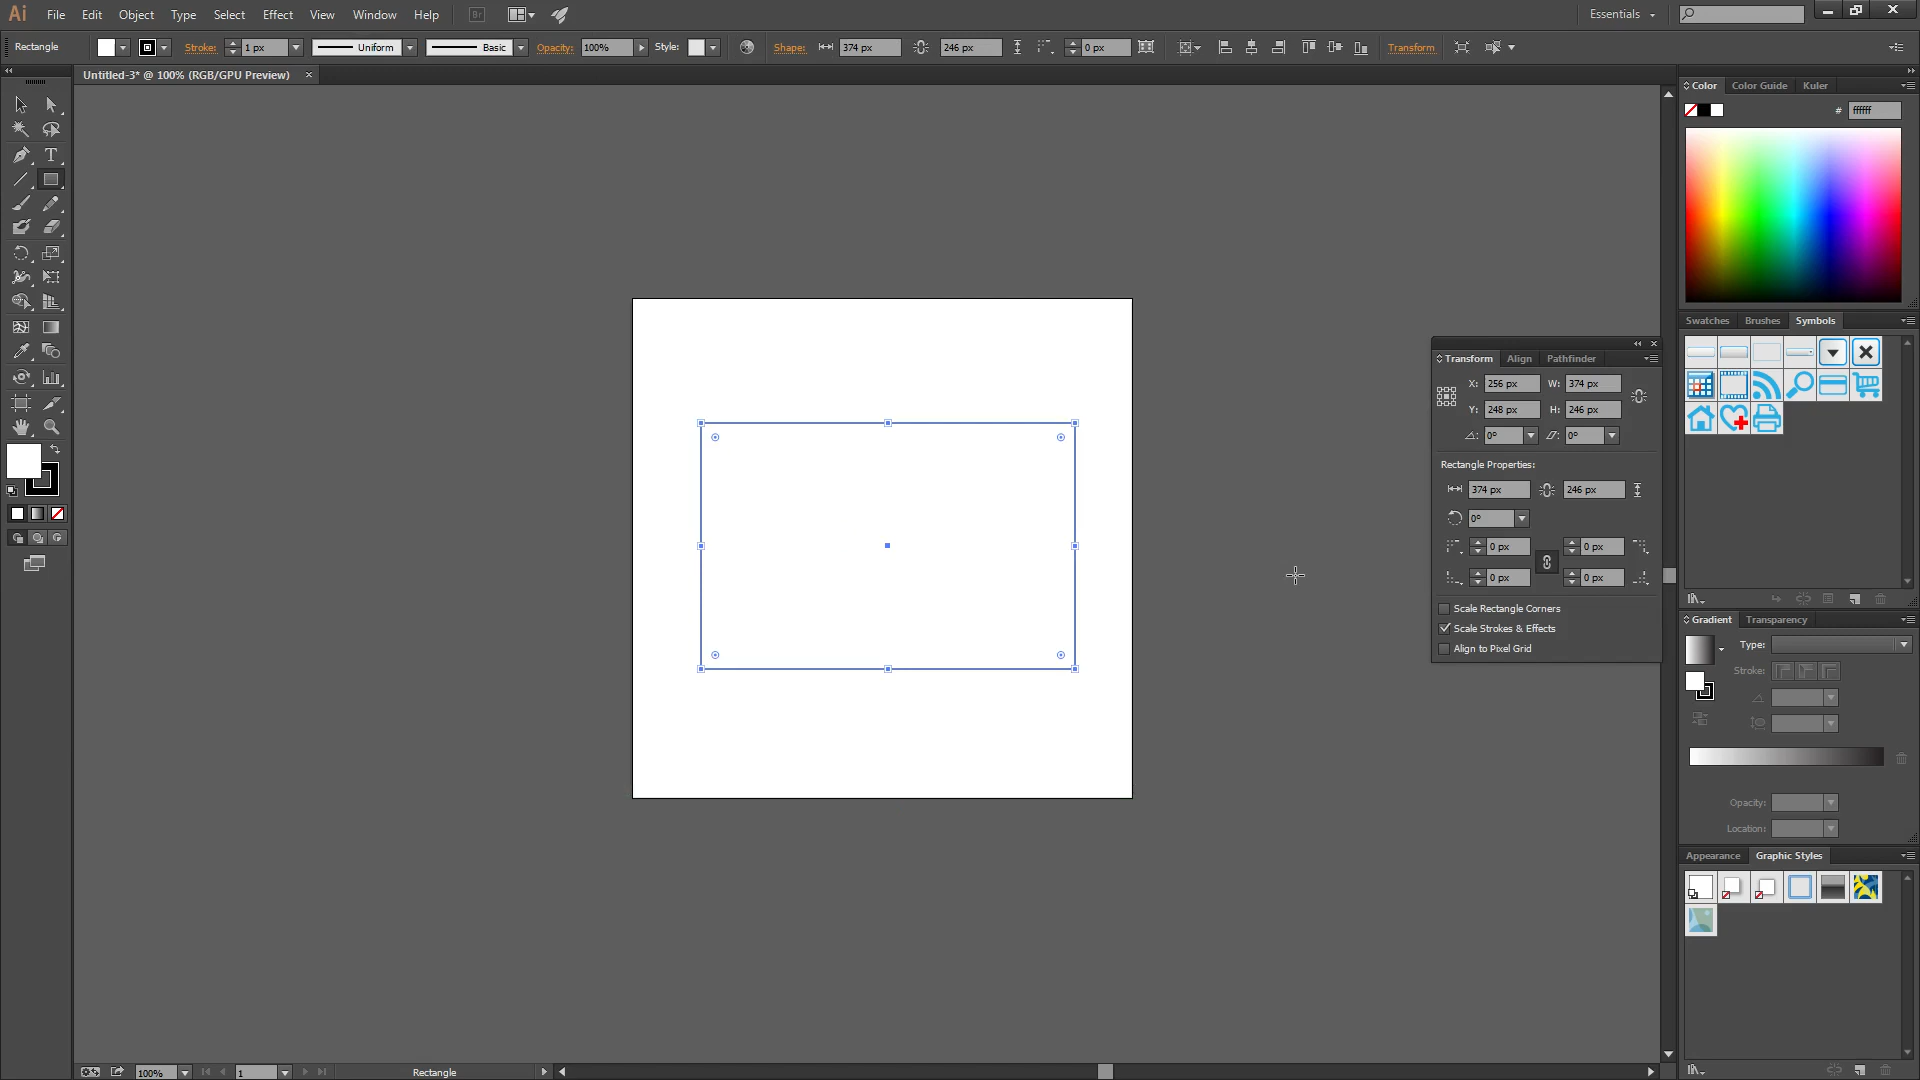 Ai File Edit Object Type Select Effect View Window Help Br Essentials
Rectangle Stroke: 1 px Uniform Basic Opacity: 100% Style: Shape: 374 px 246 px 0 px Transform
Untitled-3* @ 100% (RGB/GPU Preview) ×
Color Color Guide Kuler
# ffffff
Swatches Brushes Symbols
Transform Align Pathfinder
X: 256 px W: 374 px
Y: 248 px H: 246 px
0° 0°
Rectangle Properties:
374 px 246 px
0°
0 px 0 px
0 px 0 px
Scale Rectangle Corners
Scale Strokes & Effects
Align to Pixel Grid
Gradient Transparency
Type:
Stroke:
Opacity:
Location:
Appearance Graphic Styles
100% 1 Rectangle